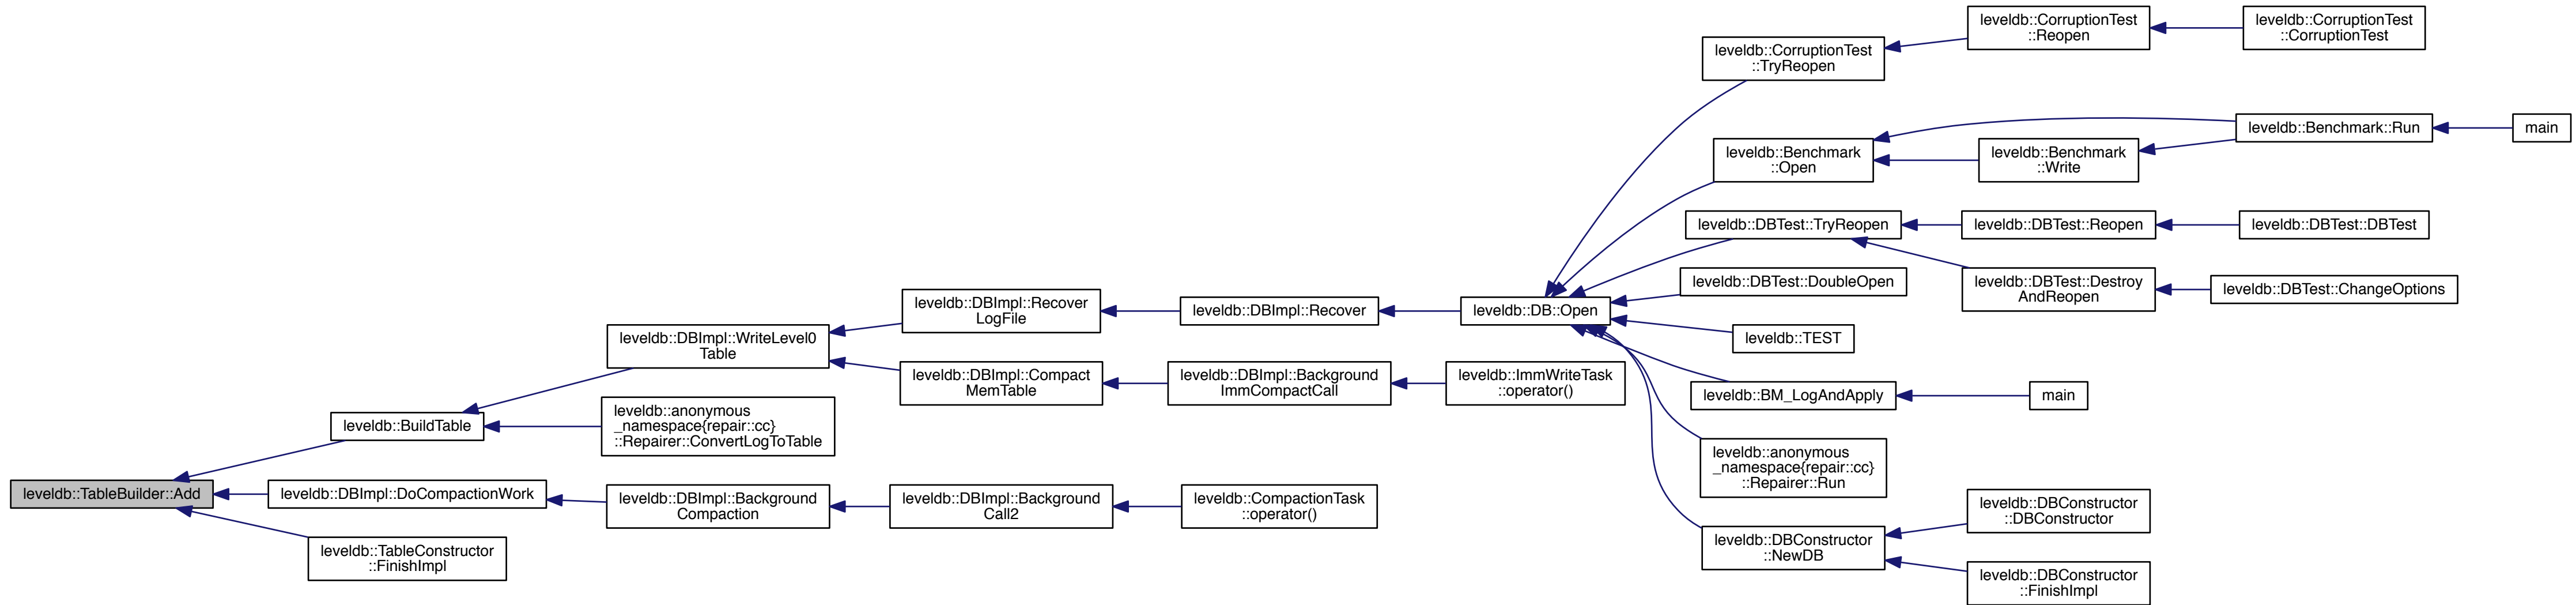 leveldb::TableBuilder::Add
leveldb::BuildTable
leveldb::DBImpl::DoCompactionWork
leveldb::TableConstructor
::FinishImpl
leveldb::DBImpl::WriteLevel0
Table
leveldb::anonymous
_namespace{repair::cc}
::Repairer::ConvertLogToTable
leveldb::DBImpl::Background
Compaction
leveldb::DBImpl::Recover
LogFile
leveldb::DBImpl::Compact
MemTable
leveldb::DBImpl::Background
Call2
leveldb::DBImpl::Recover
leveldb::DBImpl::Background
ImmCompactCall
leveldb::CompactionTask
::operator()
leveldb::DB::Open
leveldb::ImmWriteTask
::operator()
leveldb::CorruptionTest
::TryReopen
leveldb::Benchmark
::Open
leveldb::DBTest::TryReopen
leveldb::DBTest::DoubleOpen
leveldb::TEST
leveldb::BM_LogAndApply
leveldb::anonymous
_namespace{repair::cc}
::Repairer::Run
leveldb::DBConstructor
::NewDB
leveldb::CorruptionTest
::Reopen
leveldb::Benchmark
::Write
leveldb::DBTest::Reopen
leveldb::DBTest::Destroy
AndReopen
main
leveldb::DBConstructor
::DBConstructor
leveldb::DBConstructor
::FinishImpl
leveldb::CorruptionTest
::CorruptionTest
leveldb::Benchmark::Run
leveldb::DBTest::DBTest
leveldb::DBTest::ChangeOptions
main